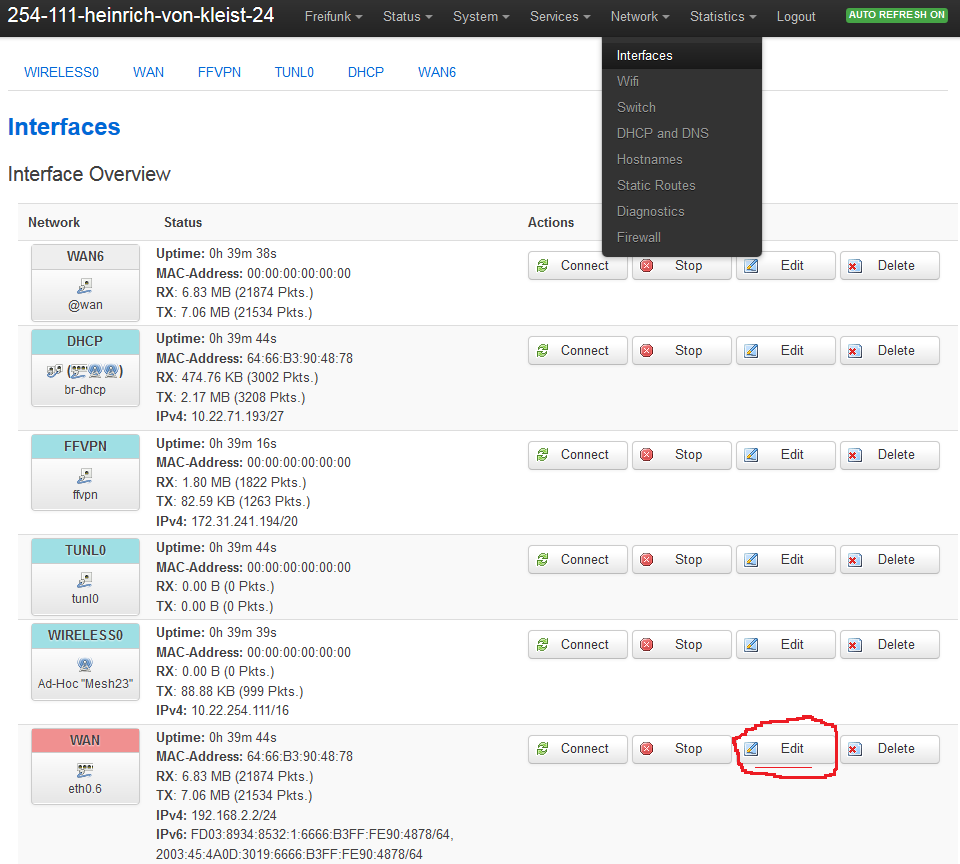 254-111-heinrich-von-kleist-24 Freifunk Status System Services Network Statistics Logout AUTO REFRESH ON
Interfaces
Wifi
Switch
DHCP and DNS
Hostnames
Static Routes
Diagnostics
Firewall
WIRELESS0 WAN FFVPN TUNL0 DHCP WAN6
Interfaces
Interface Overview
Network Status Actions
WAN6
@wan
Uptime: 0h 39m 38s
MAC-Address: 00:00:00:00:00:00
RX: 6.83 MB (21874 Pkts.)
TX: 7.06 MB (21534 Pkts.)
Connect Stop Edit Delete
DHCP
br-dhcp
Uptime: 0h 39m 44s
MAC-Address: 64:66:B3:90:48:78
RX: 474.76 KB (3002 Pkts.)
TX: 2.17 MB (3208 Pkts.)
IPv4: 10.22.71.193/27
Connect Stop Edit Delete
FFVPN
ffvpn
Uptime: 0h 39m 16s
MAC-Address: 00:00:00:00:00:00
RX: 1.80 MB (1822 Pkts.)
TX: 82.59 KB (1263 Pkts.)
IPv4: 172.31.241.194/20
Connect Stop Edit Delete
TUNL0
tunl0
Uptime: 0h 39m 44s
MAC-Address: 00:00:00:00:00:00
RX: 0.00 B (0 Pkts.)
TX: 0.00 B (0 Pkts.)
Connect Stop Edit Delete
WIRELESS0
Ad-Hoc "Mesh23"
Uptime: 0h 39m 39s
MAC-Address: 00:00:00:00:00:00
RX: 0.00 B (0 Pkts.)
TX: 88.88 KB (999 Pkts.)
IPv4: 10.22.254.111/16
Connect Stop Edit Delete
WAN
eth0.6
Uptime: 0h 39m 44s
MAC-Address: 64:66:B3:90:48:78
RX: 6.83 MB (21874 Pkts.)
TX: 7.06 MB (21534 Pkts.)
IPv4: 192.168.2.2/24
IPv6: FD03:8934:8532:1:6666:B3FF:FE90:4878/64,
2003:45:4A0D:3019:6666:B3FF:FE90:4878/64
Connect Stop Edit Delete